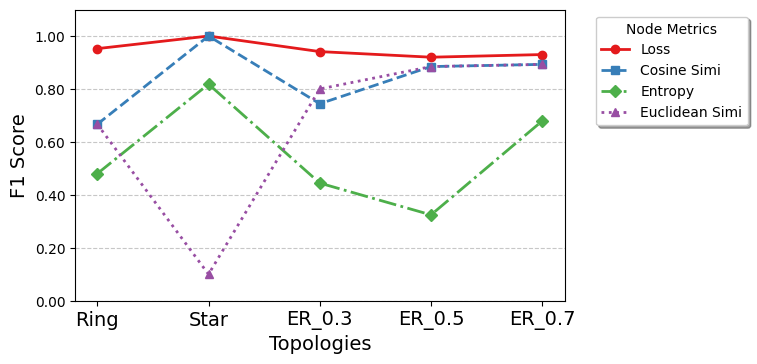 1.00
0.80
0.60
0.40
0.20
0.00
F1 Score
Ring Star ER_0.3 ER_0.5 ER_0.7
Topologies
Node Metrics
Loss
Cosine Simi
Entropy
Euclidean Simi